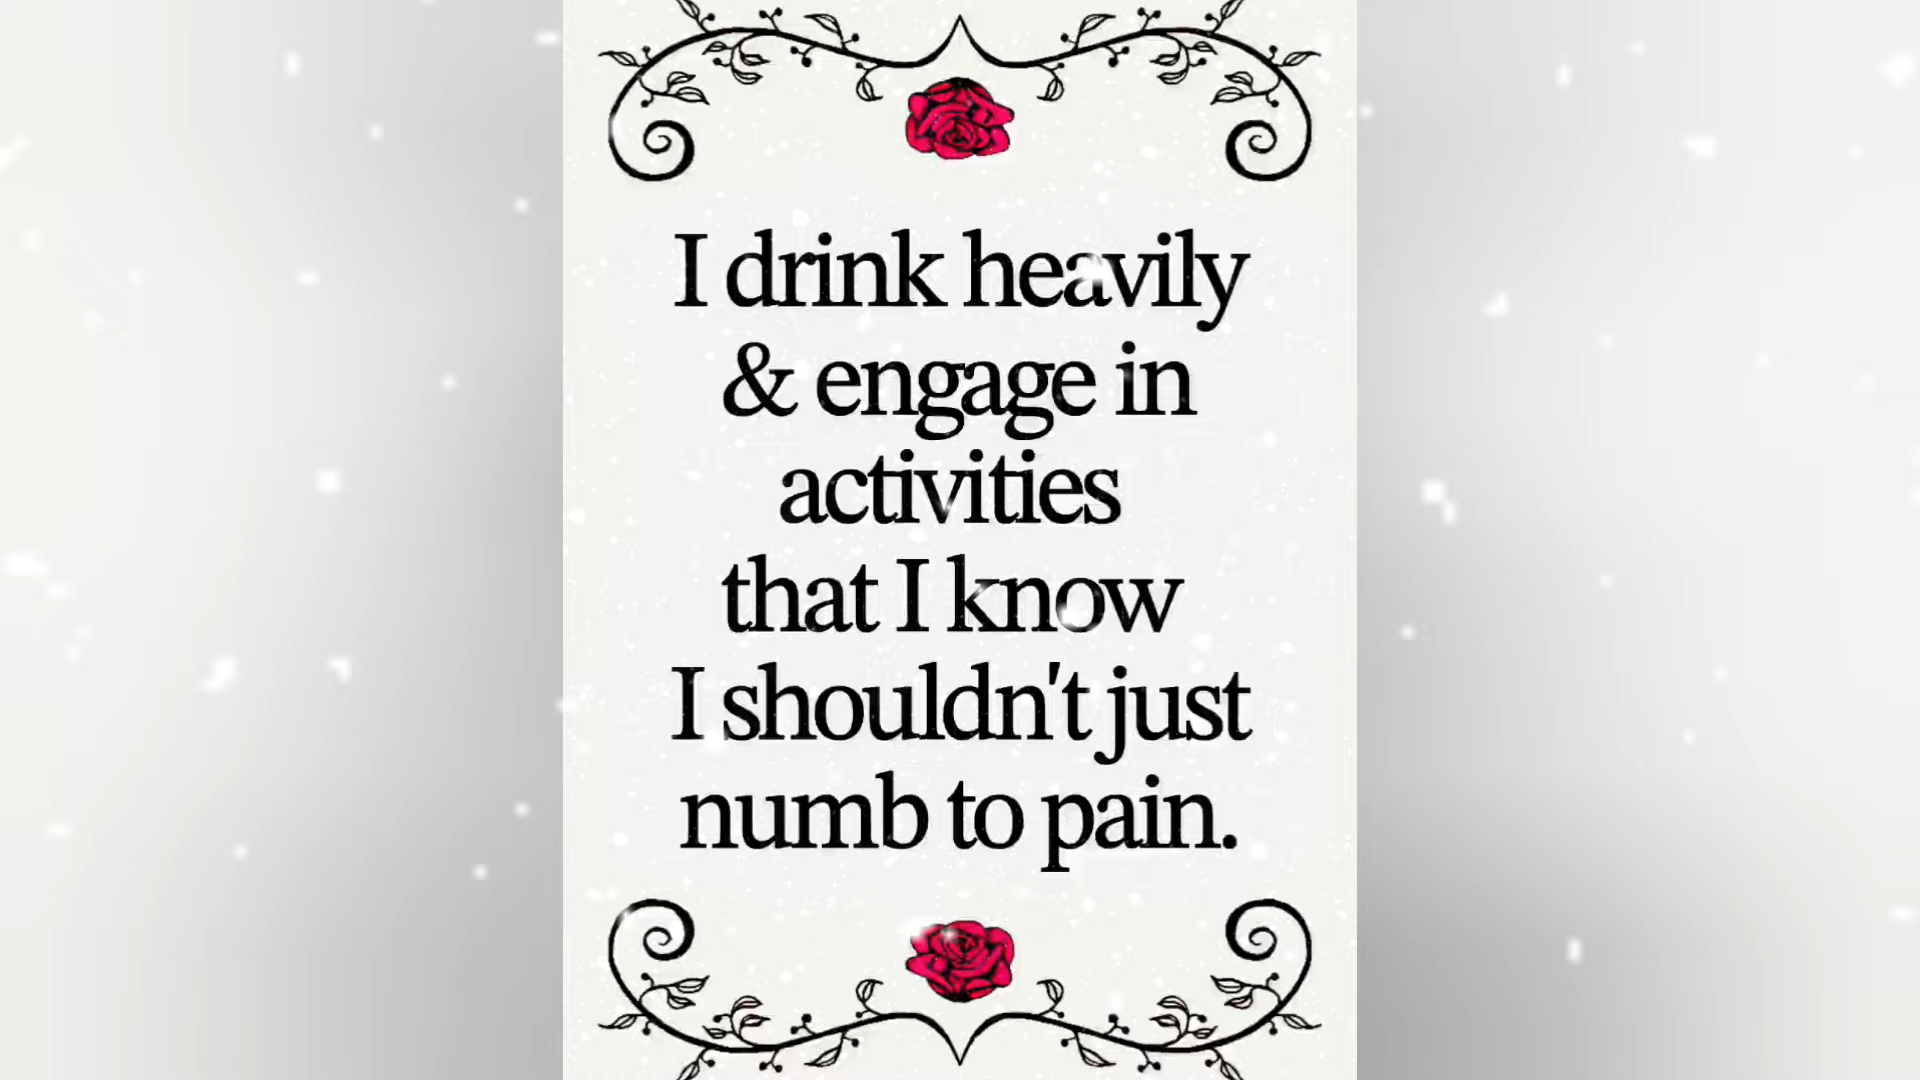 I drink heavily
& engage in
activities
that I know
I shouldn't just
numb to pain.